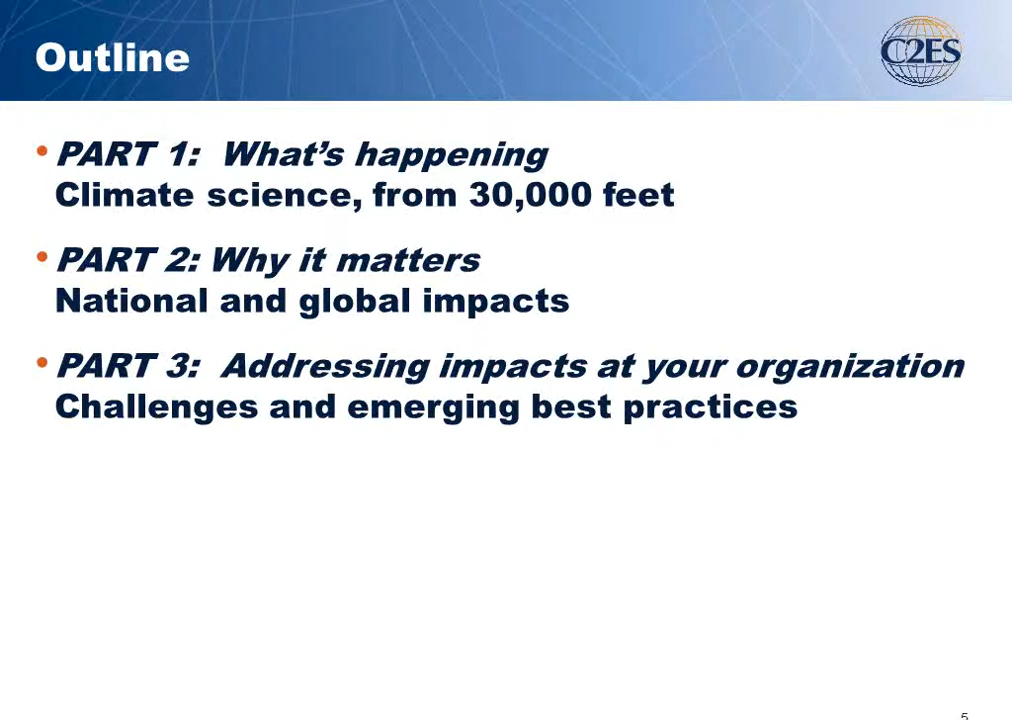 Outline
C2ES
• PART 1: What's happening
Climate science, from 30,000 feet
• PART 2: Why it matters
National and global impacts
• PART 3: Addressing impacts at your organization
Challenges and emerging best practices
5